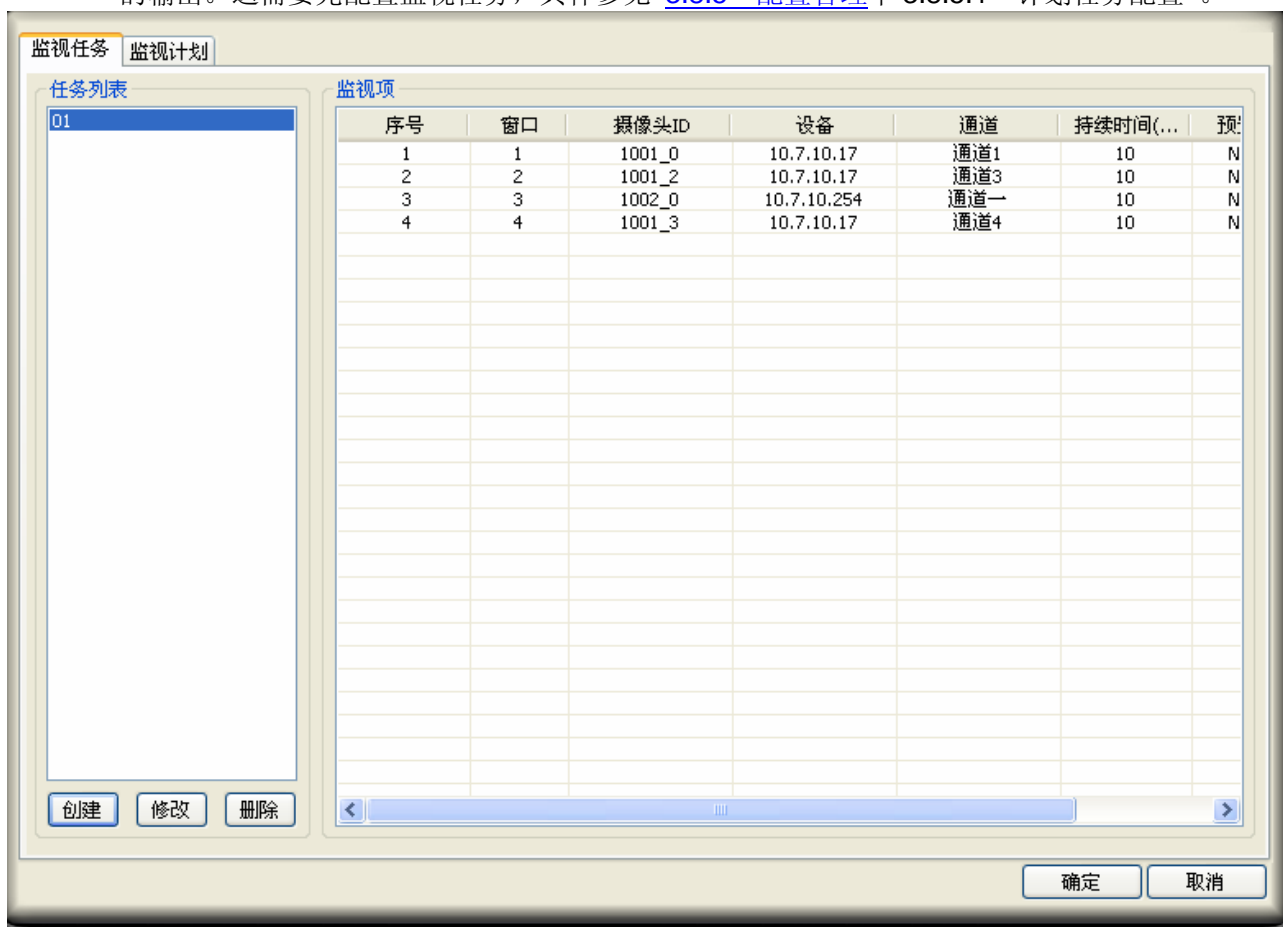 监视任务 监视计划
任务列表
01
创建 修改 删除
监视项
序号 窗口 摄像头ID 设备 通道 持续时间(...
1 1 1001_0 10.7.10.17 通道1 10 N
2 2 1001_2 10.7.10.17 通道3 10 N
3 3 1002_0 10.7.10.254 通道一 10 N
4 4 1001_3 10.7.10.17 通道4 10 N
确定 取消